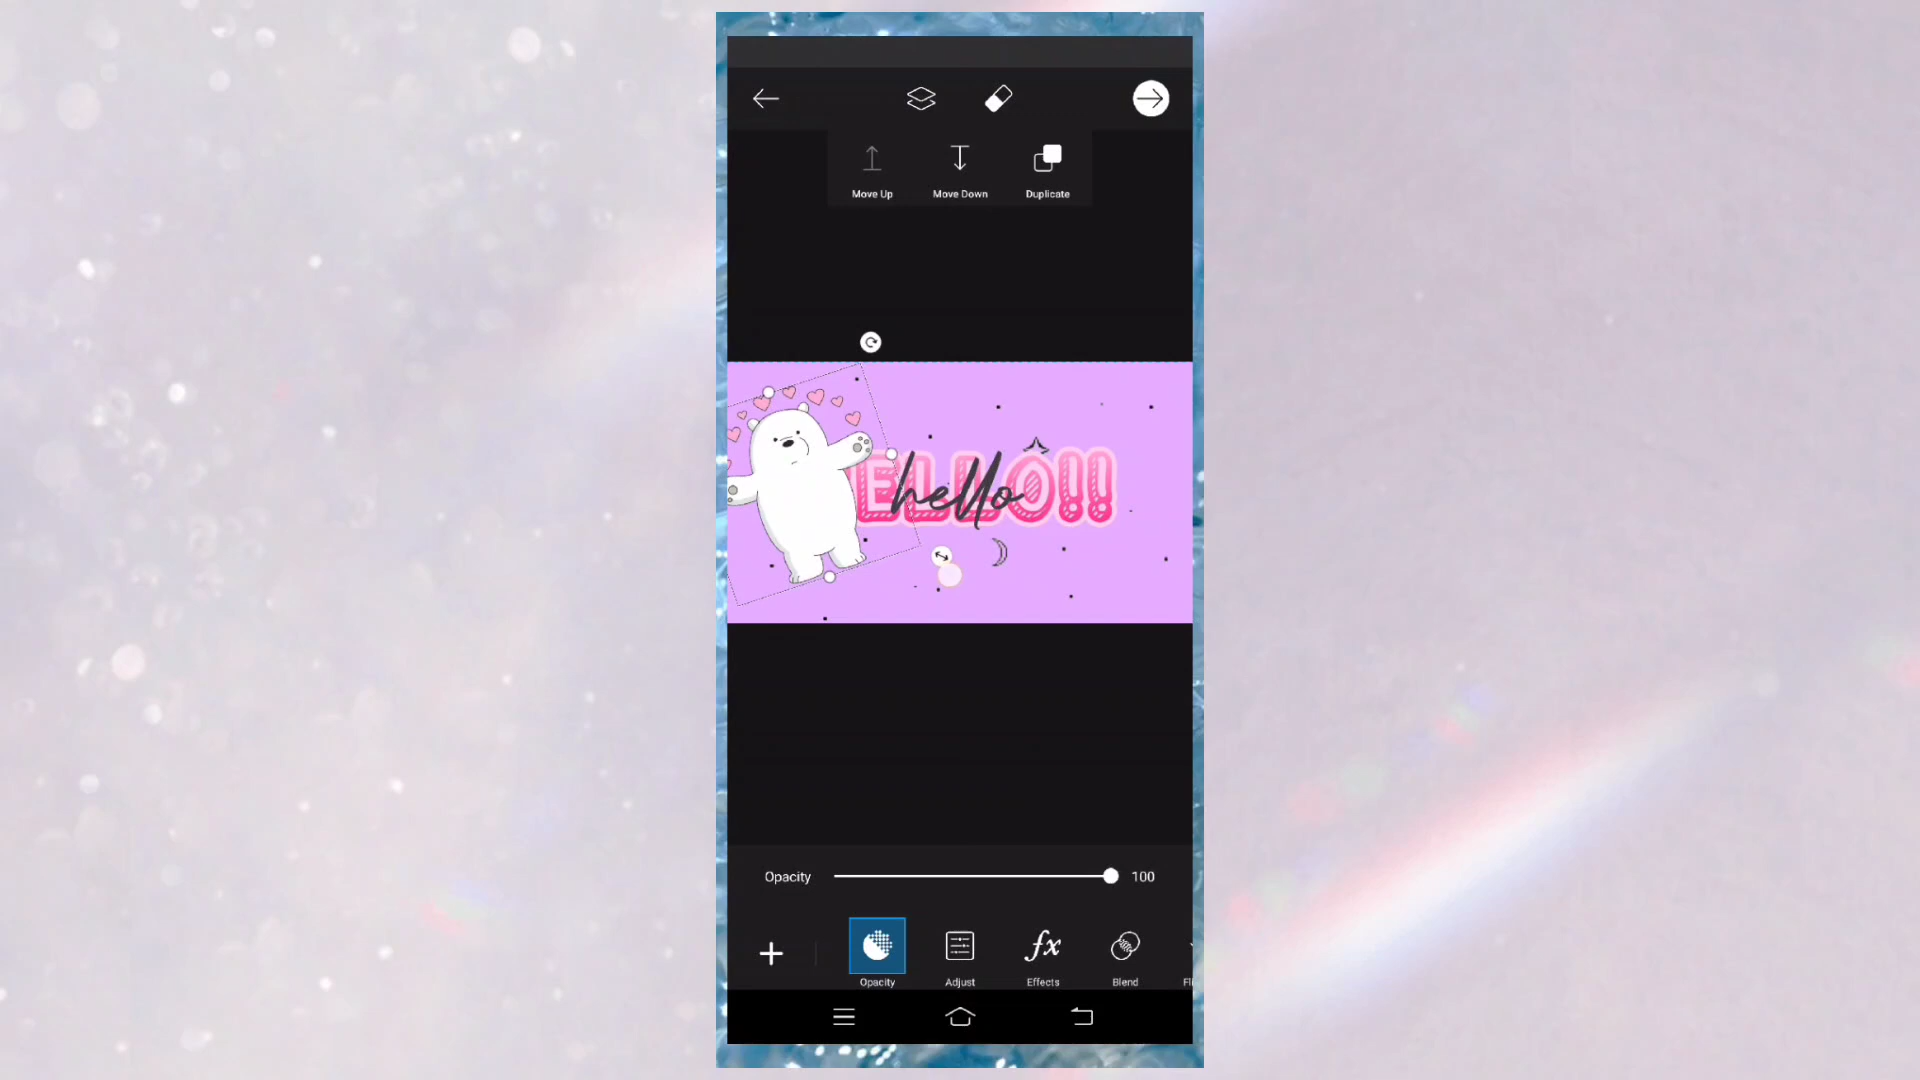 Move Up
Move Down
Duplicate
ELLO!!
hello
Opacity
100
Opacity
Adjust
Effects
Blend